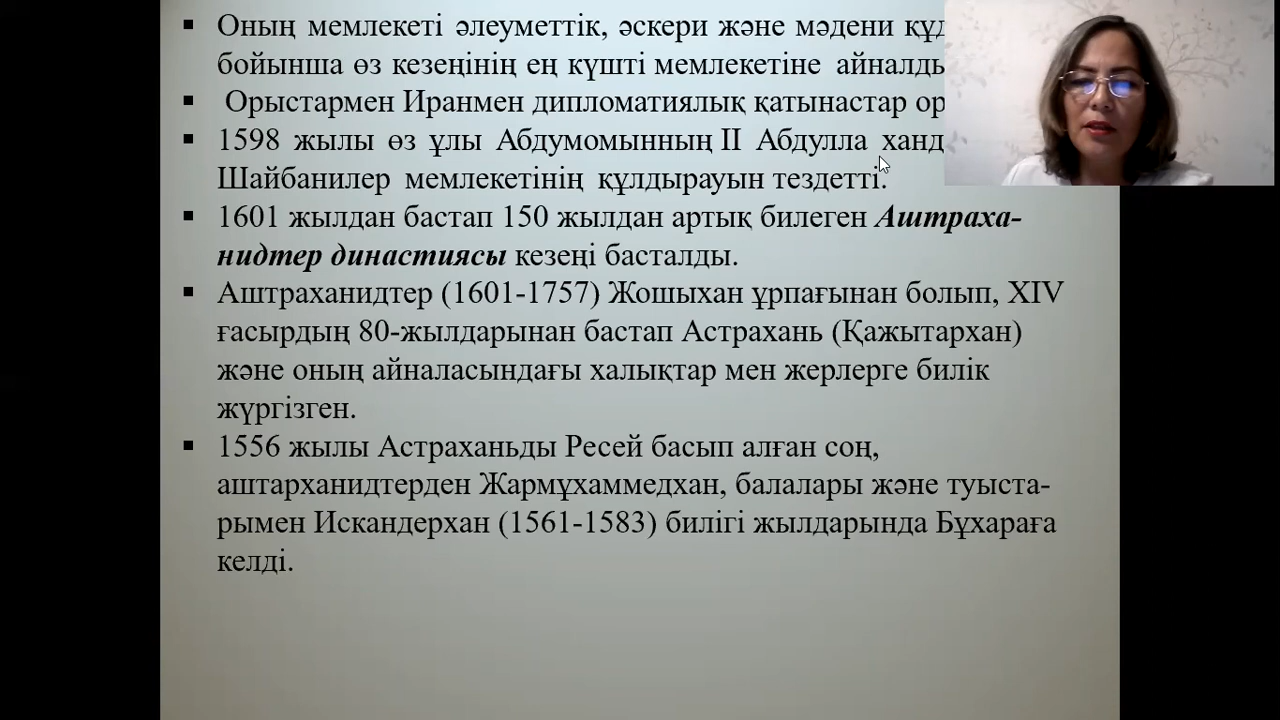 Оның мемлекеті әлеуметтік, әскери және мәдени
бойынша өз кезеңінің ең күшті мемлекетіне айналды
Орыстармен Иранмен дипломатиялық қатынастар
1598 жылы өз ұлы Абдумомынның II Абдулла
Шайбанилер мемлекетінің құлдырауын тездетті.
1601 жылдан бастап 150 жылдан артық билеген Аштраха-
нидтер династиясы кезеңі басталды.
Аштраханидтер (1601-1757) Жошыхан ұрпағынан болып, XIV
ғасырдың 80-жылдарынан бастап Астрахань (Қажытархан)
және оның айналасындағы халықтар мен жерлерге билік
жүргізген.
1556 жылы Астраханьды Ресей басып алған соң,
аштарханидтерден Жармұхаммедхан, балалары және туыста-
рымен Искандерхан (1561-1583) билігі жылдарында Бұхараға
келді.